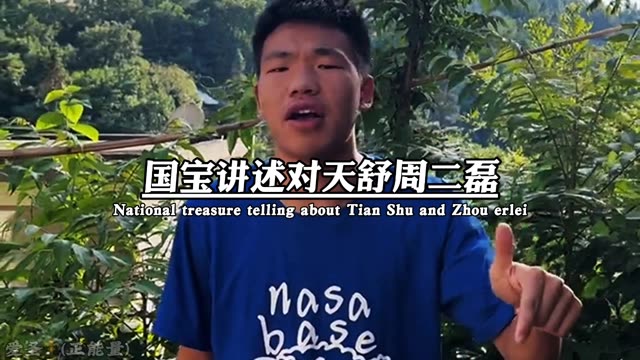 国宝讲述对天舒周二磊
National treasure telling about Tian Shu and Zhou erlei
nasa
base
(正能量)